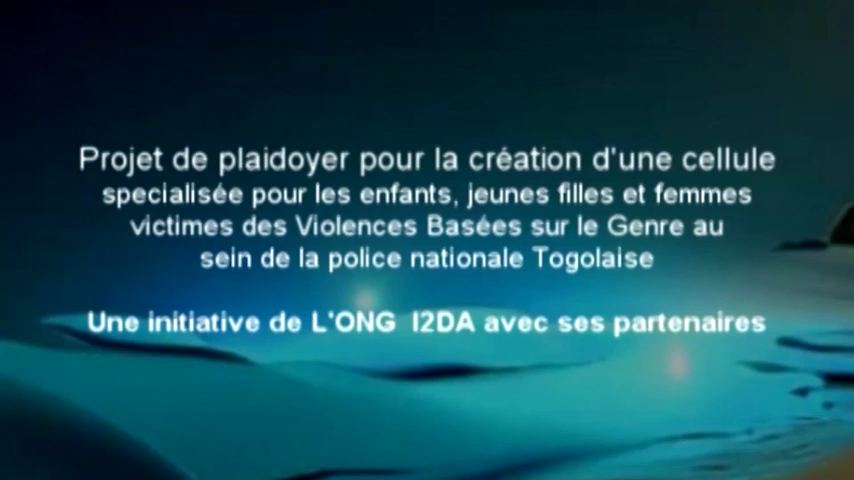 Projet de plaidoyer pour la création d'une cellule
specialisée pour les enfants, jeunes filles et femmes
victimes des Violences Basées sur le Genre au
sein de la police nationale Togolaise
Une initiative de L'ONG I2DA avec ses partenaires